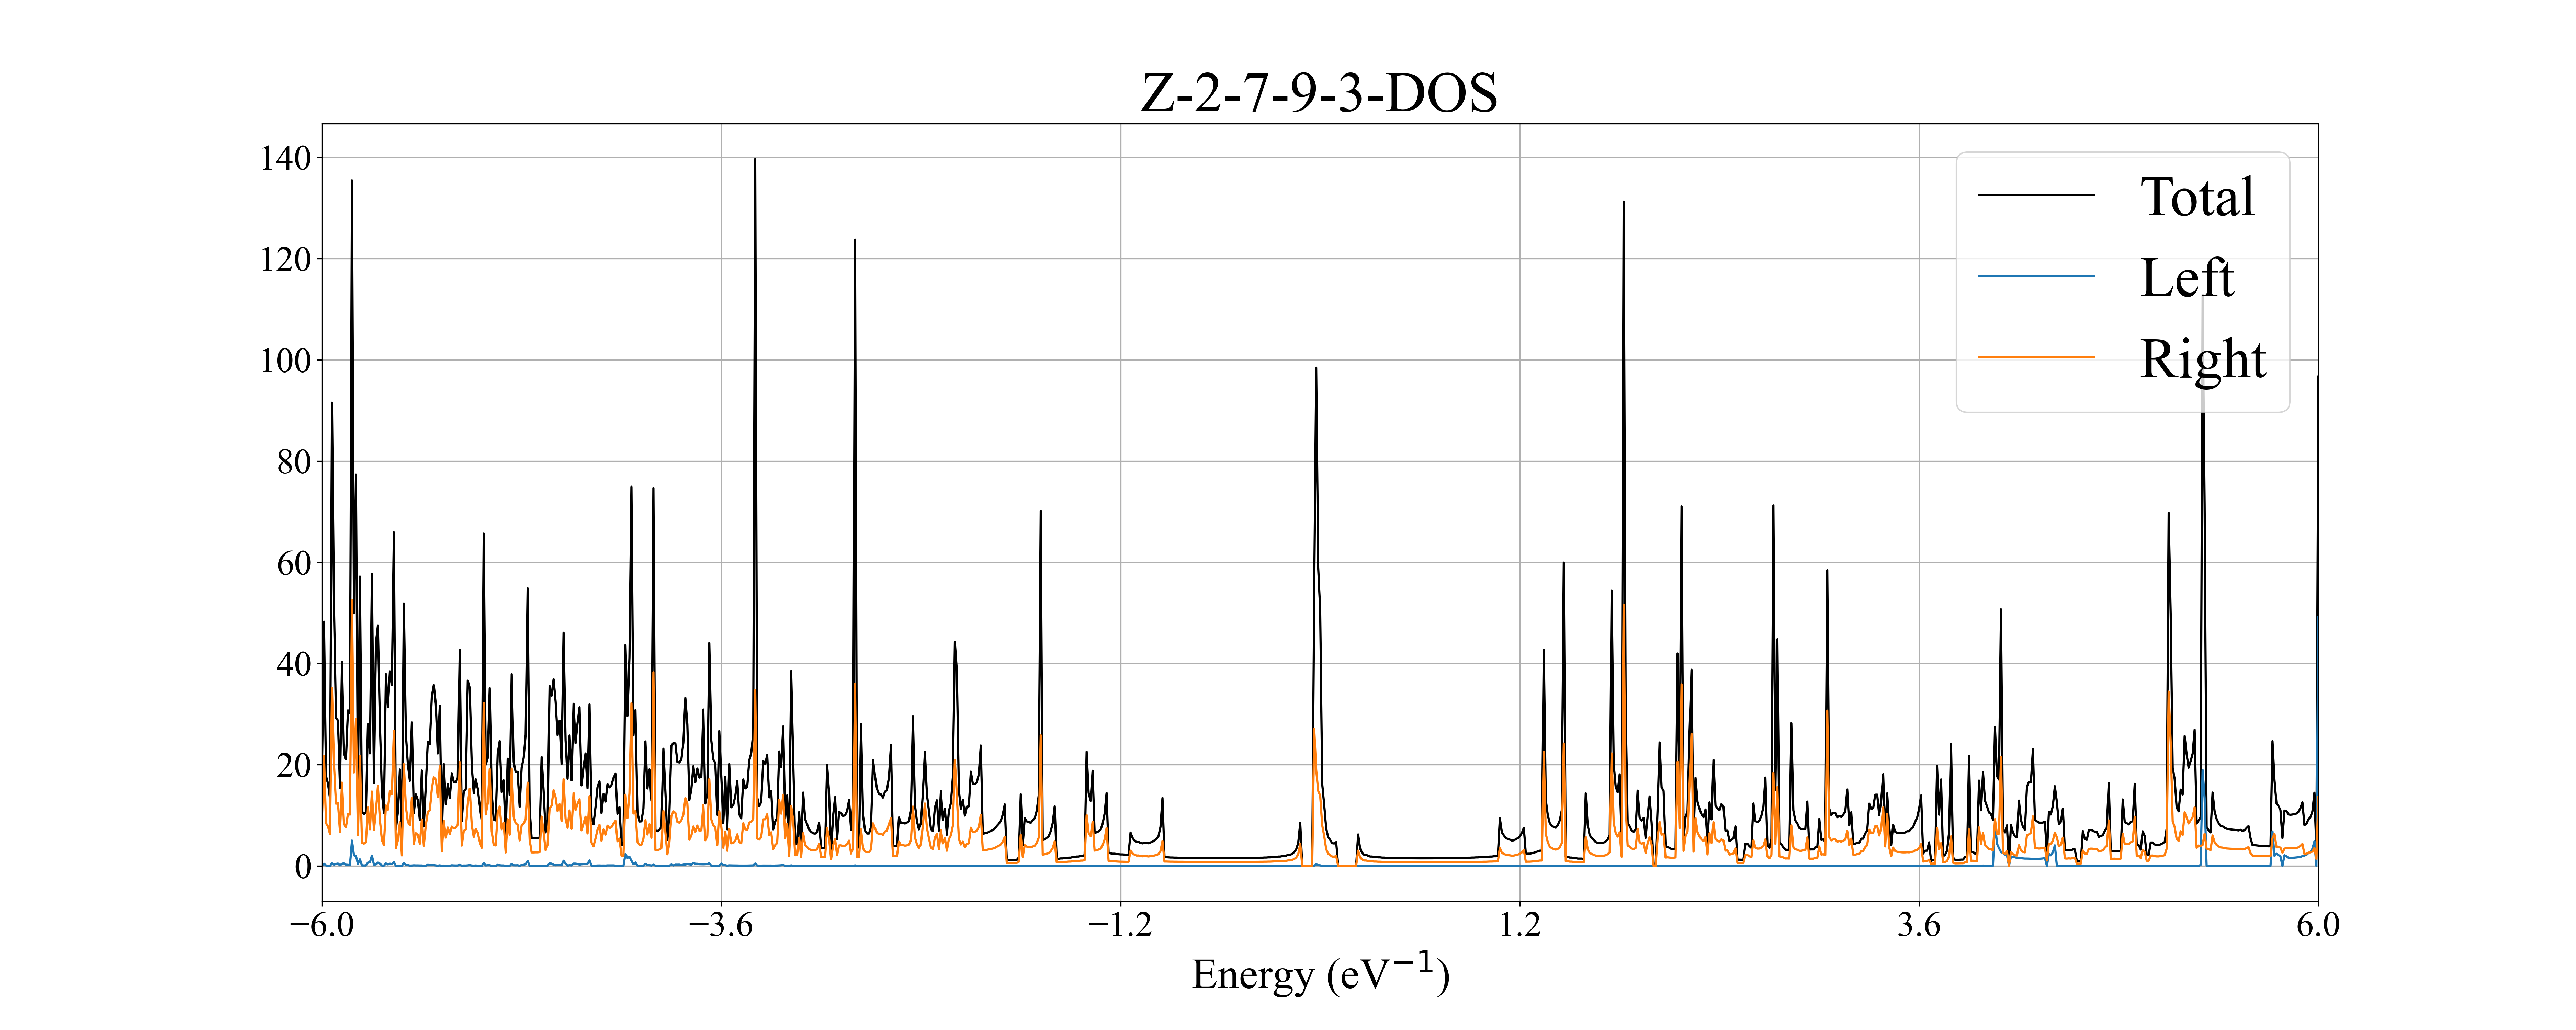 Z-2-7-9-3-DOS
140
120
100
80
60
40
20
0
Total
Left
Right
−6.0 −3.6 −1.2 1.2 3.6 6.0
Energy (eV⁻¹)